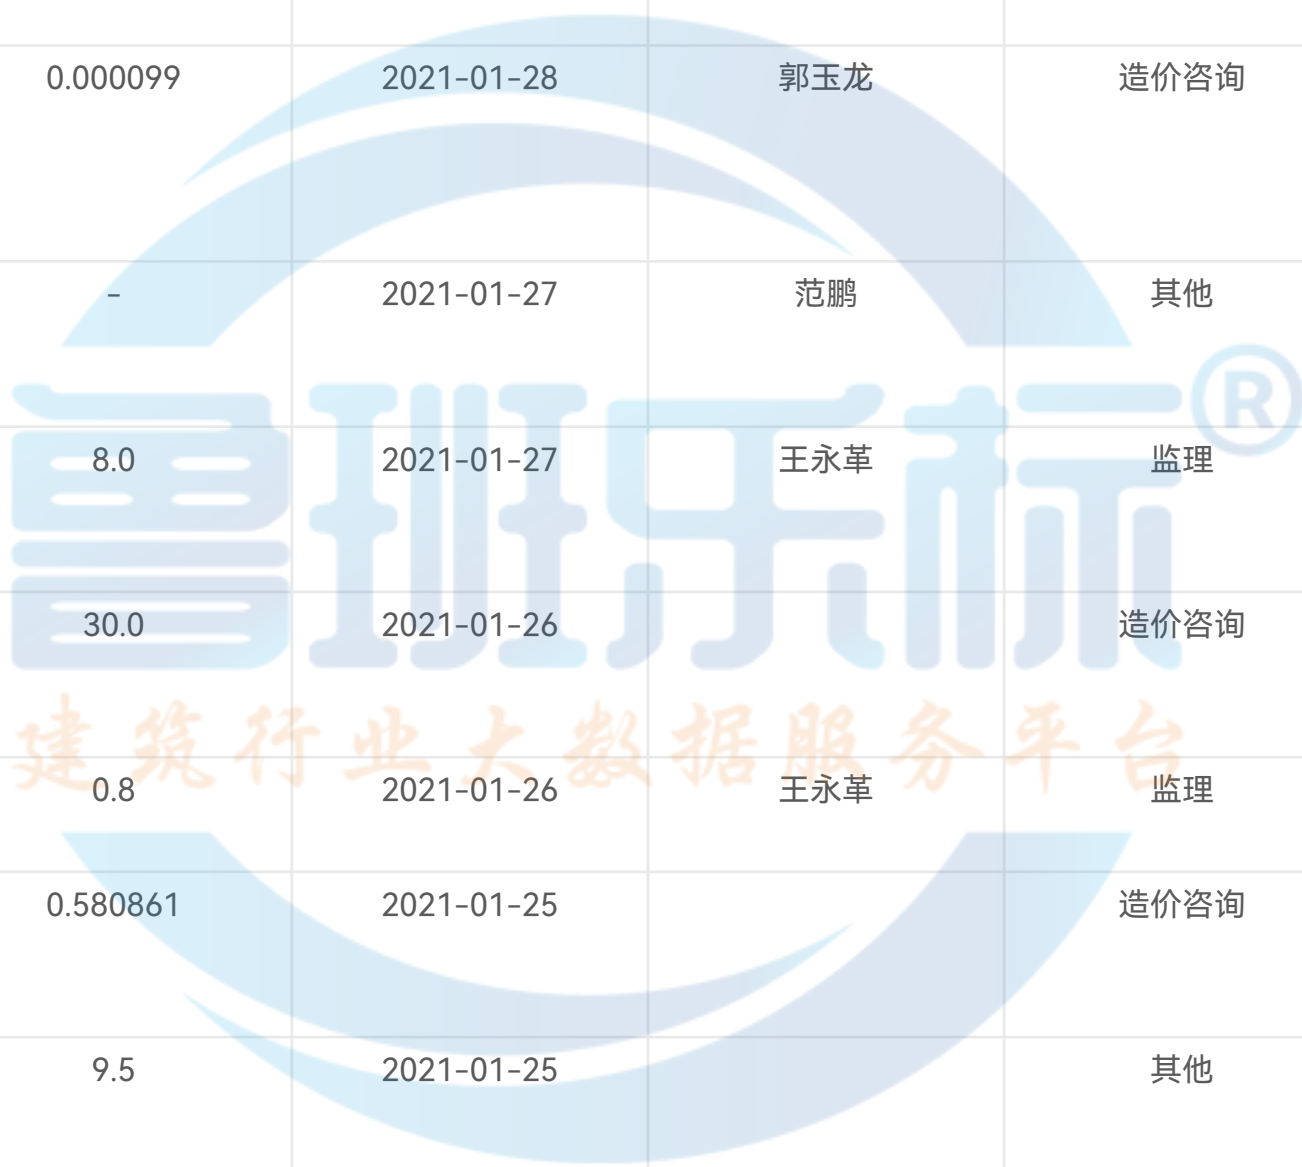 0.000099 2021-01-28 郭玉龙 造价咨询
- 2021-01-27 范鹏 其他
®
鲁班乐标
8.0 2021-01-27 王永革 监理
30.0 2021-01-26 造价咨询
建筑行业大数据服务平台
0.8 2021-01-26 王永革 监理
0.580861 2021-01-25 造价咨询
9.5 2021-01-25 其他